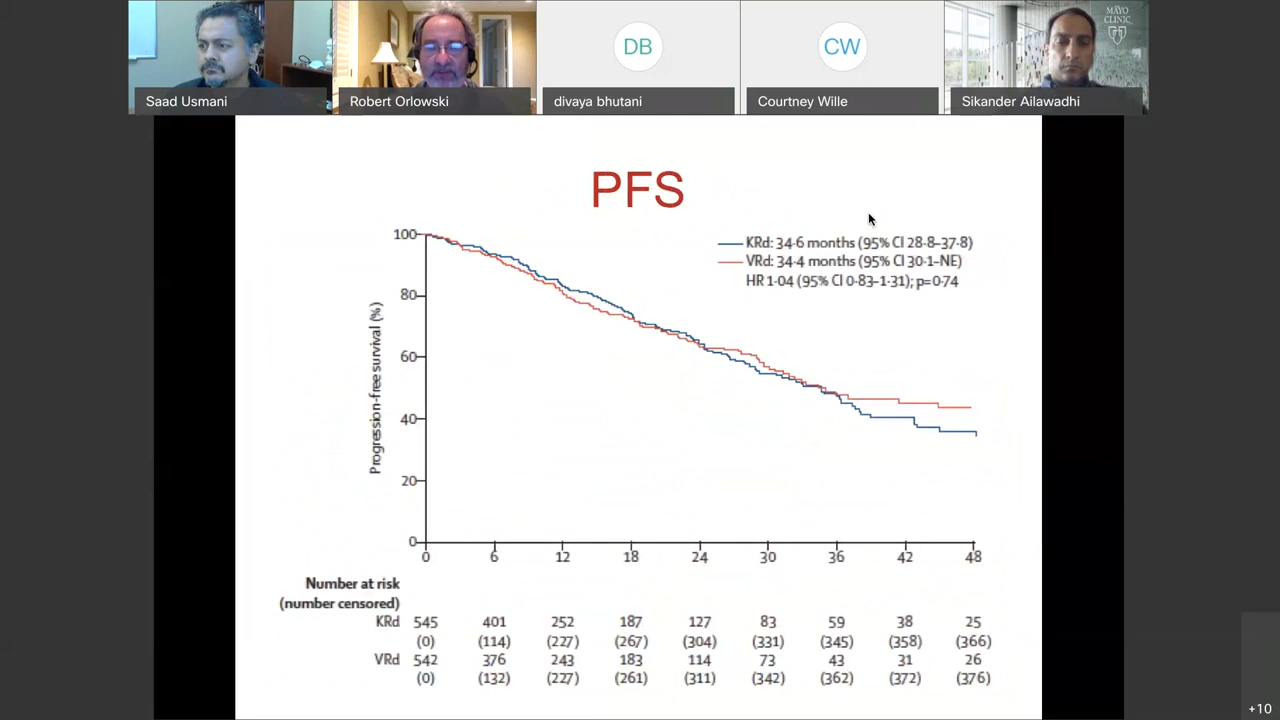 DB
CW
MAYO
CLINIC
Saad Usmani
Robert Orlowski
divaya bhutani
Courtney Wille
Sikander Ailawadhi
PFS
KRd: 34·6 months (95% CI 28·8–37·8)
VRd: 34·4 months (95% CI 30·1–NE)
HR 1·04 (95% CI 0·83–1·31); p=0·74
Progression-free survival (%)
100
80
60
40
20
0
0 6 12 18 24 30 36 42 48
Number at risk
(number censored)
KRd 545 401 252 187 127 83 59 38 25
(0) (114) (227) (267) (304) (331) (345) (358) (366)
VRd 542 376 243 183 114 73 43 31 26
(0) (132) (227) (261) (311) (342) (362) (372) (376)
+10